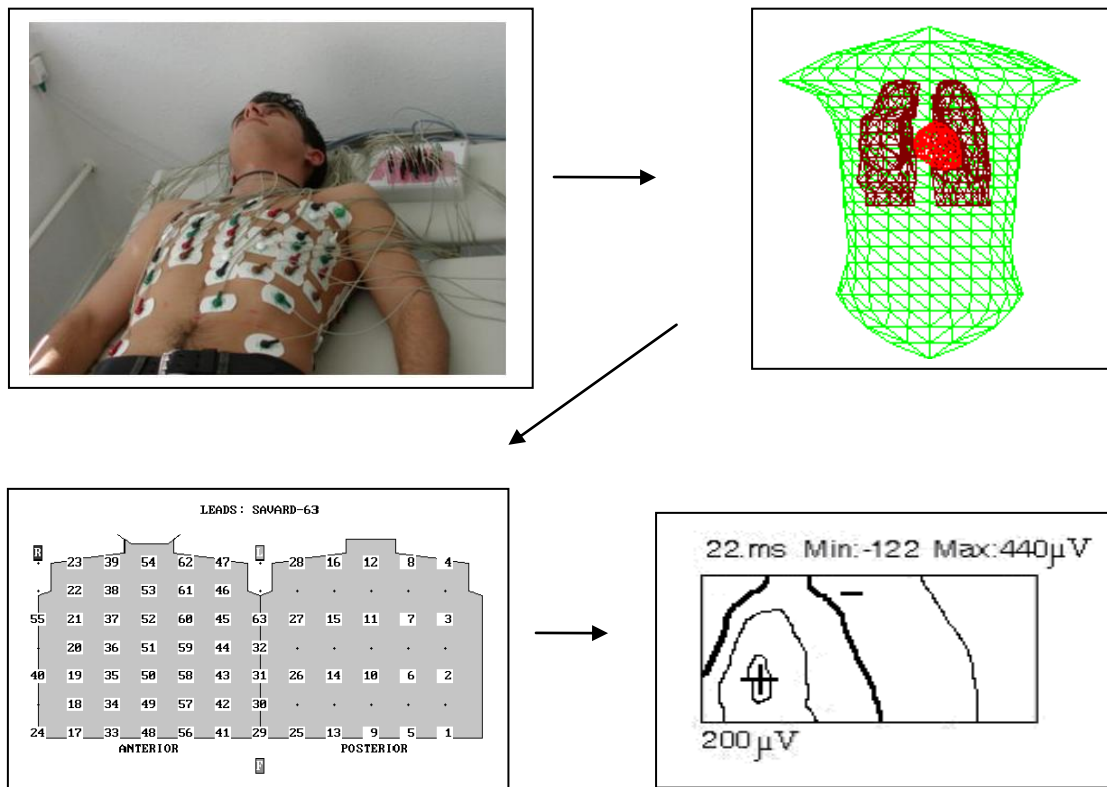 LEADS: SAVARD-63
R L
23 39 54 62 47 28 16 12 8 4
22 38 53 61 46
55 21 37 52 60 45 63 27 15 11 7 3
20 36 51 59 44 32
40 19 35 50 58 43 31 26 14 10 6 2
18 34 49 57 42 30
24 17 33 48 56 41 29 25 13 9 5 1
ANTERIOR POSTERIOR
F
22.ms Min:-122 Max:440µV
− 
+
200µV